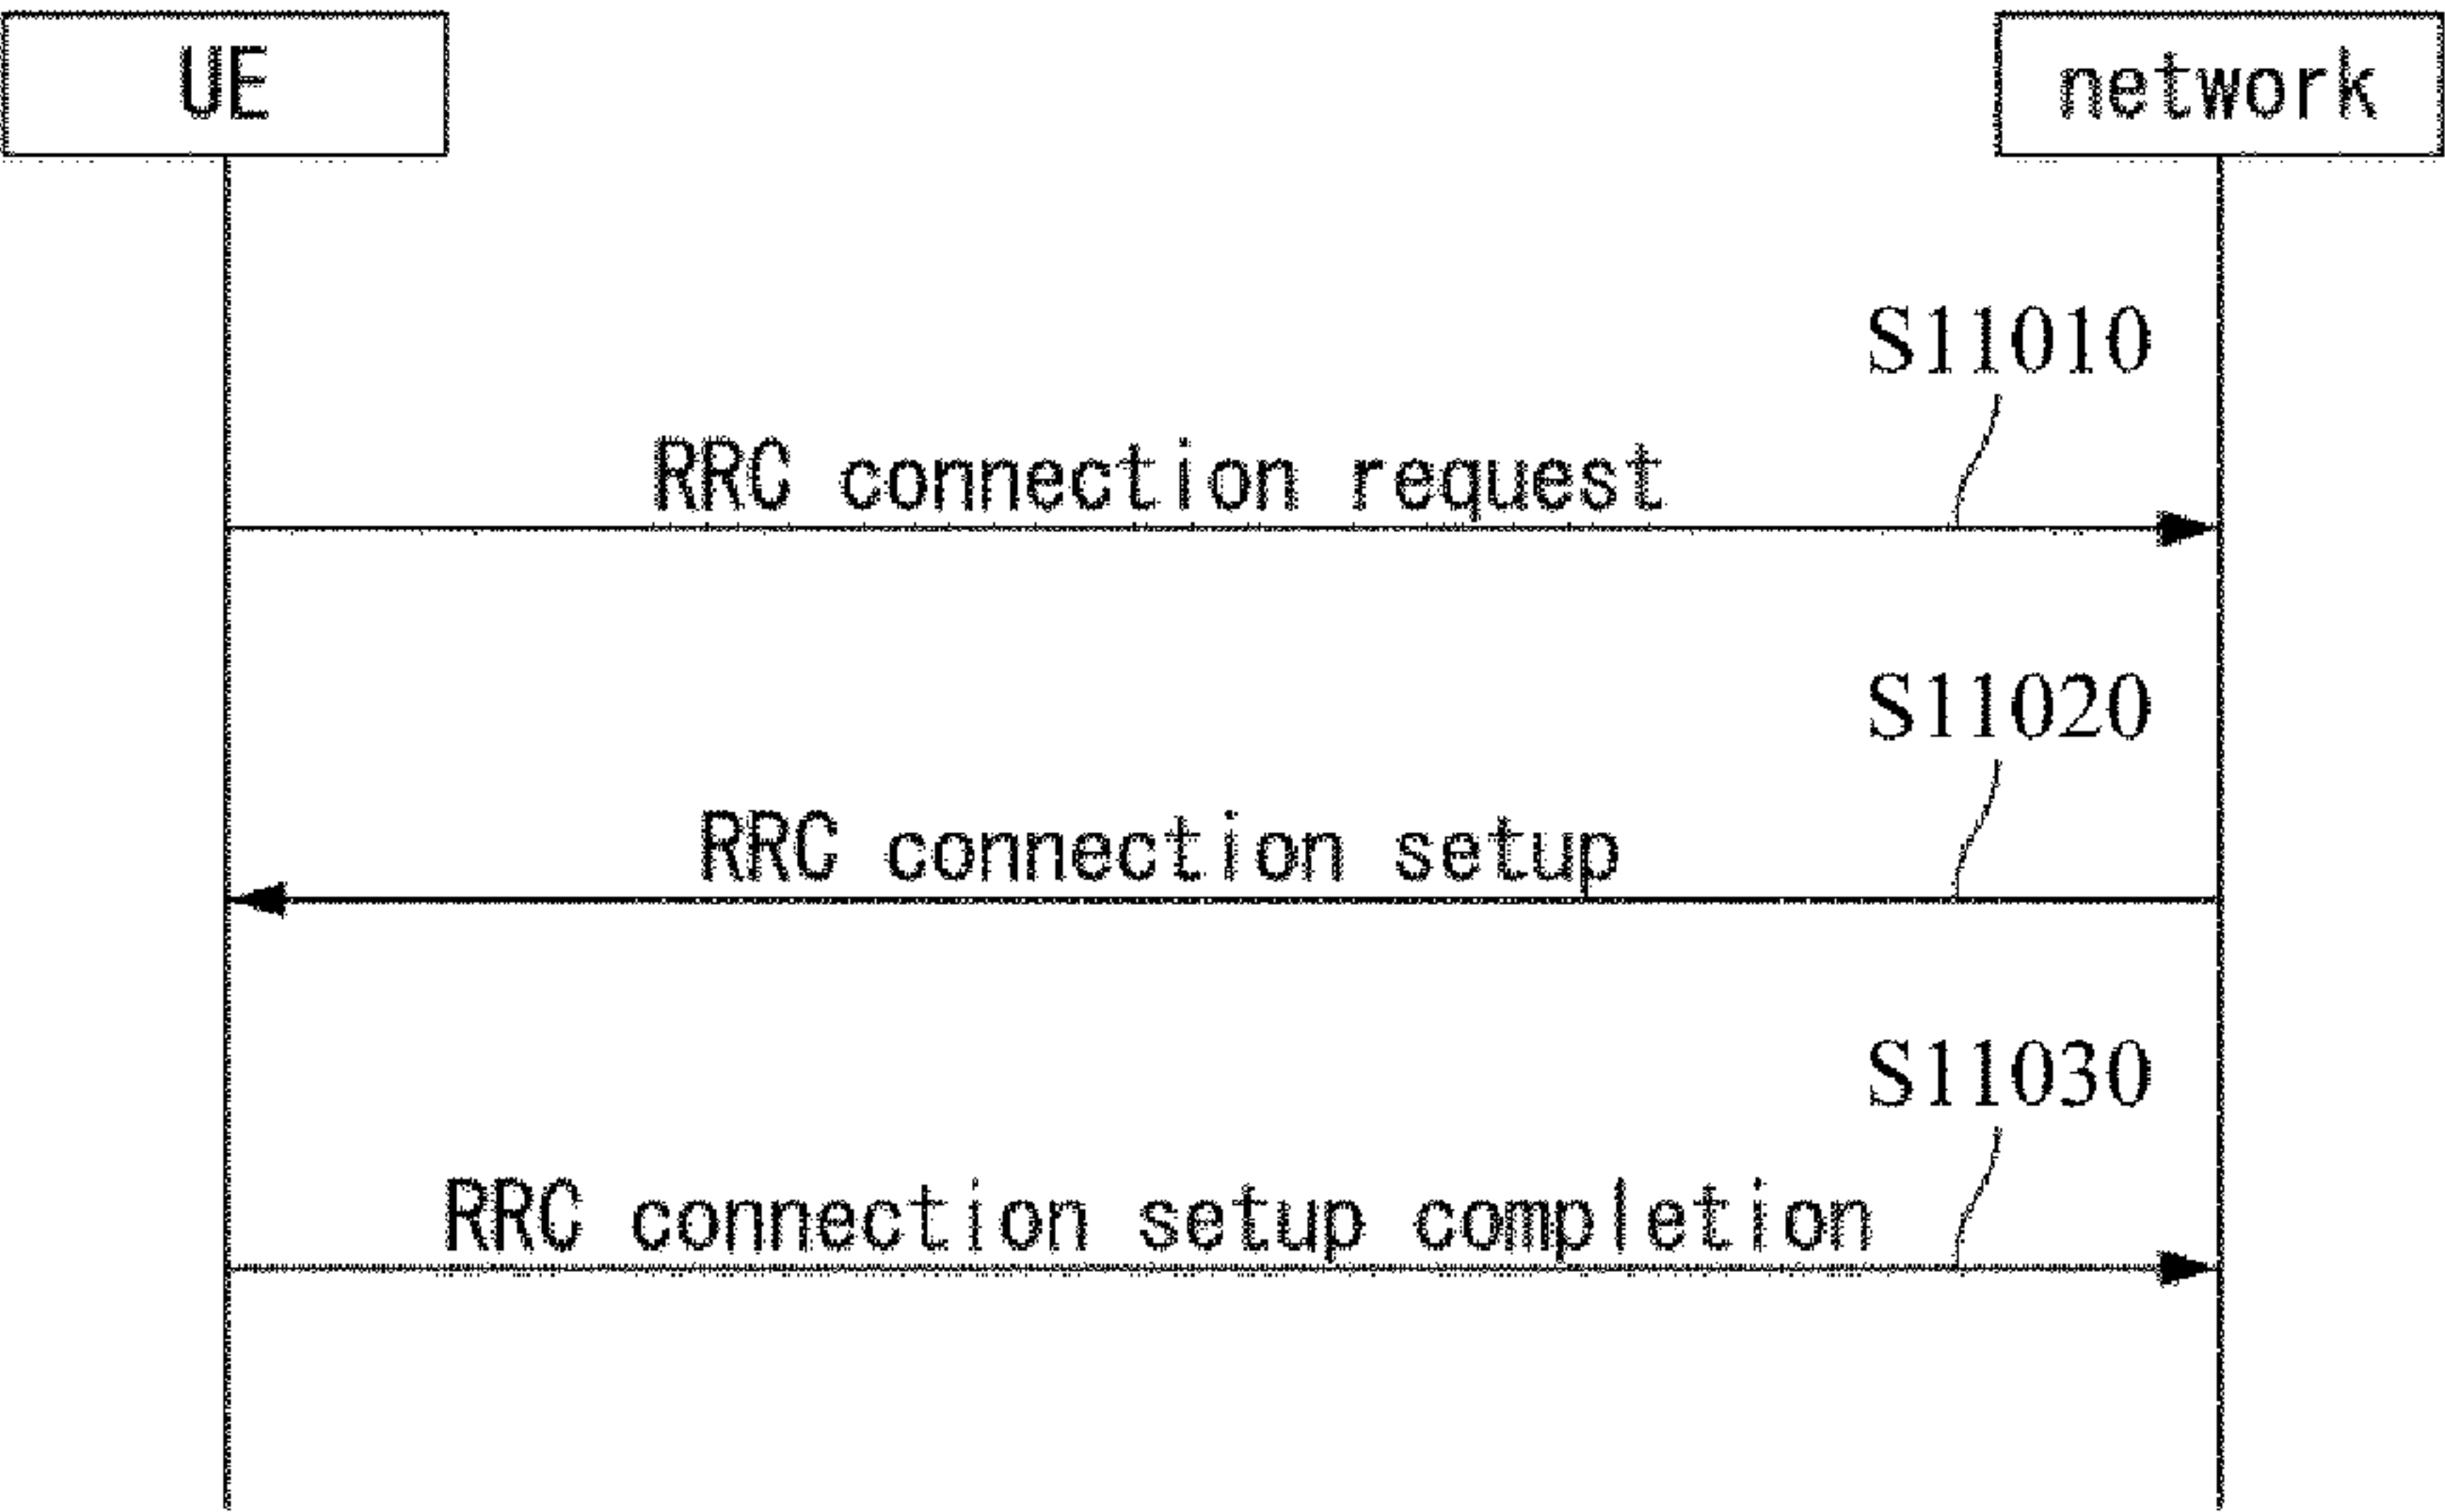 UE
network
S11010
RRC connection request
S11020
RRC connection setup
S11030
RRC connection setup completion